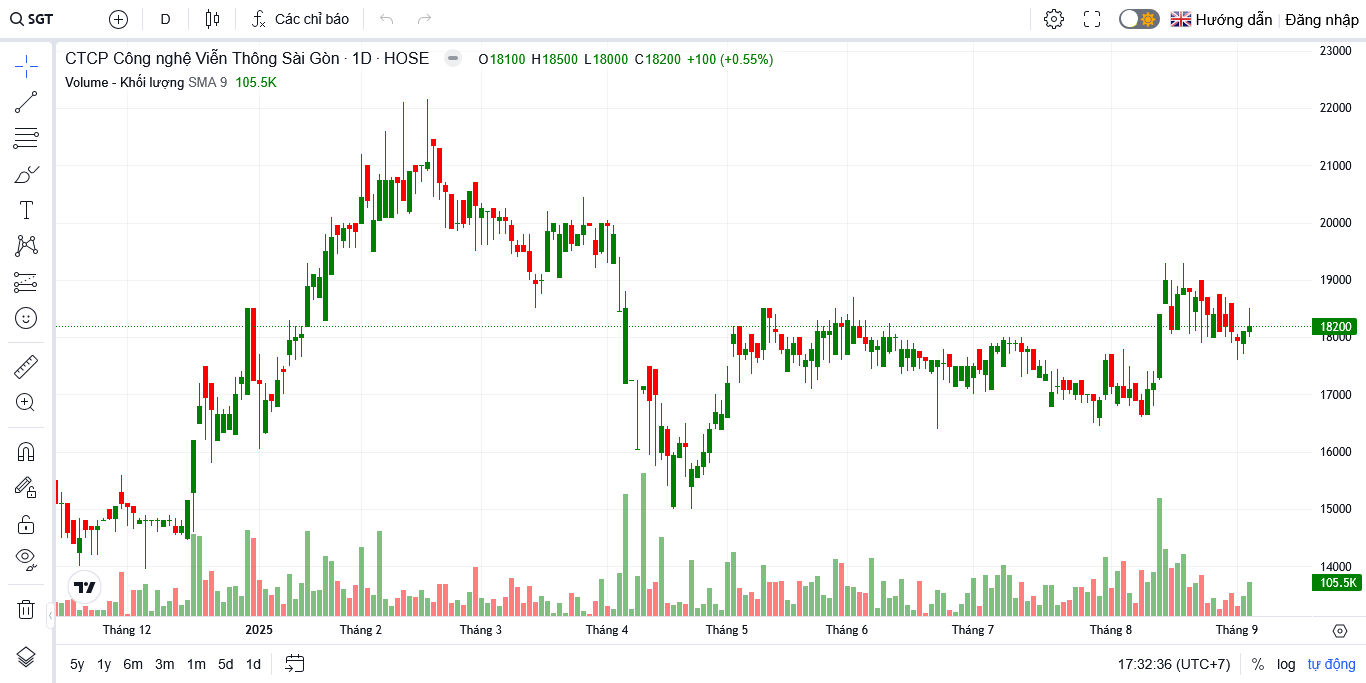 SGT D Các chỉ báo Hướng dẫn Đăng nhập
CTCP Công nghệ Viễn Thông Sài Gòn · 1D · HOSE O18100 H18500 L18000 C18200 +100 (+0.55%)
Volume - Khối lượng SMA 9 105.5K
23000
22000
21000
20000
19000
18200
18000
17000
16000
15000
14000
105.5K
Tháng 12 2025 Tháng 2 Tháng 3 Tháng 4 Tháng 5 Tháng 6 Tháng 7 Tháng 8 Tháng 9
5y 1y 6m 3m 1m 5d 1d 17:32:36 (UTC+7) % log tự động